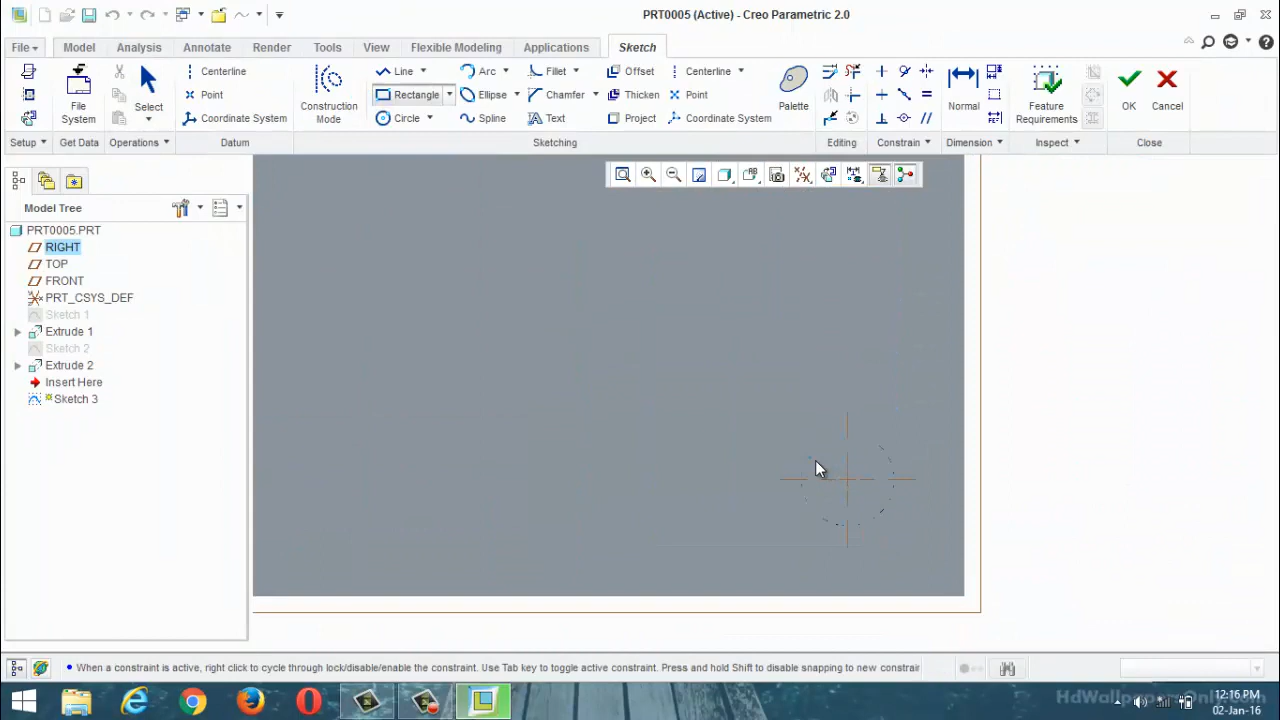 PRT0005 (Active) - Creo Parametric 2.0
File Model Analysis Annotate Render Tools View Flexible Modeling Applications Sketch
Centerline Line Arc Fillet Offset Centerline
Point Rectangle Ellipse Chamfer Thicken Point
File System Select Coordinate System Construction Mode Circle Spline Text Project Coordinate System Palette Normal Feature Requirements OK Cancel
Setup Get Data Operations Datum Sketching Editing Constrain Dimension Inspect Close
Model Tree
PRT0005.PRT
RIGHT
TOP
FRONT
PRT_CSYS_DEF
Sketch 1
Extrude 1
Sketch 2
Extrude 2
Insert Here
Sketch 3
When a constraint is active, right click to cycle through lock/disable/enable the constraint. Use Tab key to toggle active constraint. Press and hold Shift to disable snapping to new constrair
HdWallpapersOnly.com
12:16 PM
02-Jan-16